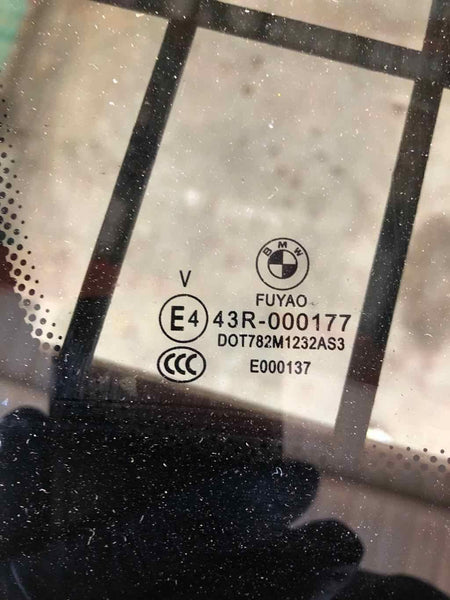 BMW
FUYAO
V
E4 43R-000177
DOT782M1232AS3
CCC E000137